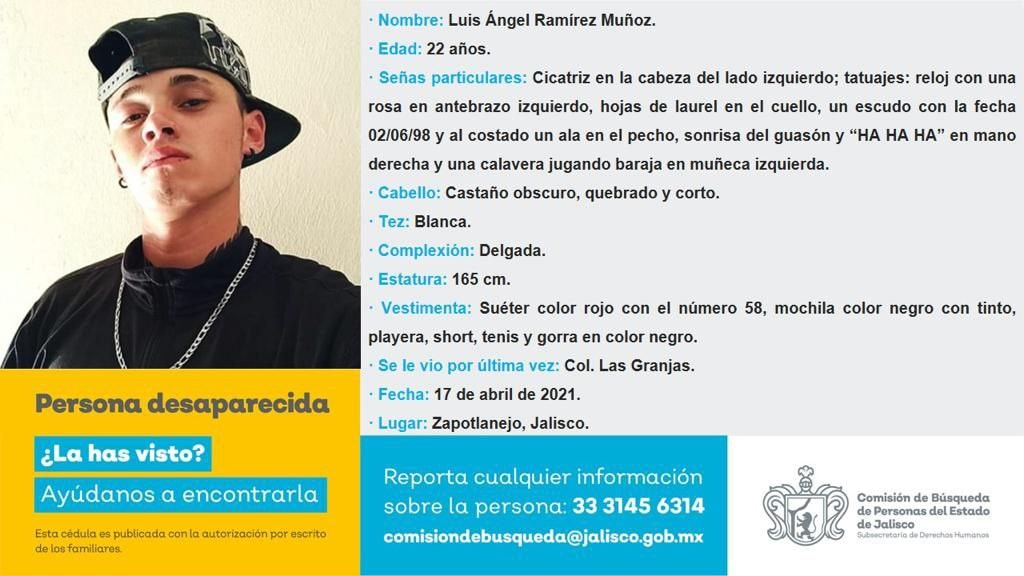 · Nombre: Luis Ángel Ramírez Muñoz.
· Edad: 22 años.
· Señas particulares: Cicatriz en la cabeza del lado izquierdo; tatuajes: reloj con una
rosa en antebrazo izquierdo, hojas de laurel en el cuello, un escudo con la fecha
02/06/98 y al costado un ala en el pecho, sonrisa del guasón y “HA HA HA” en mano
derecha y una calavera jugando baraja en muñeca izquierda.
· Cabello: Castaño obscuro, quebrado y corto.
· Tez: Blanca.
· Complexión: Delgada.
· Estatura: 165 cm.
· Vestimenta: Suéter color rojo con el número 58, mochila color negro con tinto,
playera, short, tenis y gorra en color negro.
· Se le vio por última vez: Col. Las Granjas.
· Fecha: 17 de abril de 2021.
· Lugar: Zapotlanejo, Jalisco.
Persona desaparecida
¿La has visto?
Ayúdanos a encontrarla
Esta cédula es publicada con la autorización por escrito
de los familiares.
Reporta cualquier información
sobre la persona: 33 3145 6314
comisiondebusqueda@jalisco.gob.mx
Comisión de Búsqueda
de Personas del Estado
de Jalisco
Subsecretaría de Derechos Humanos